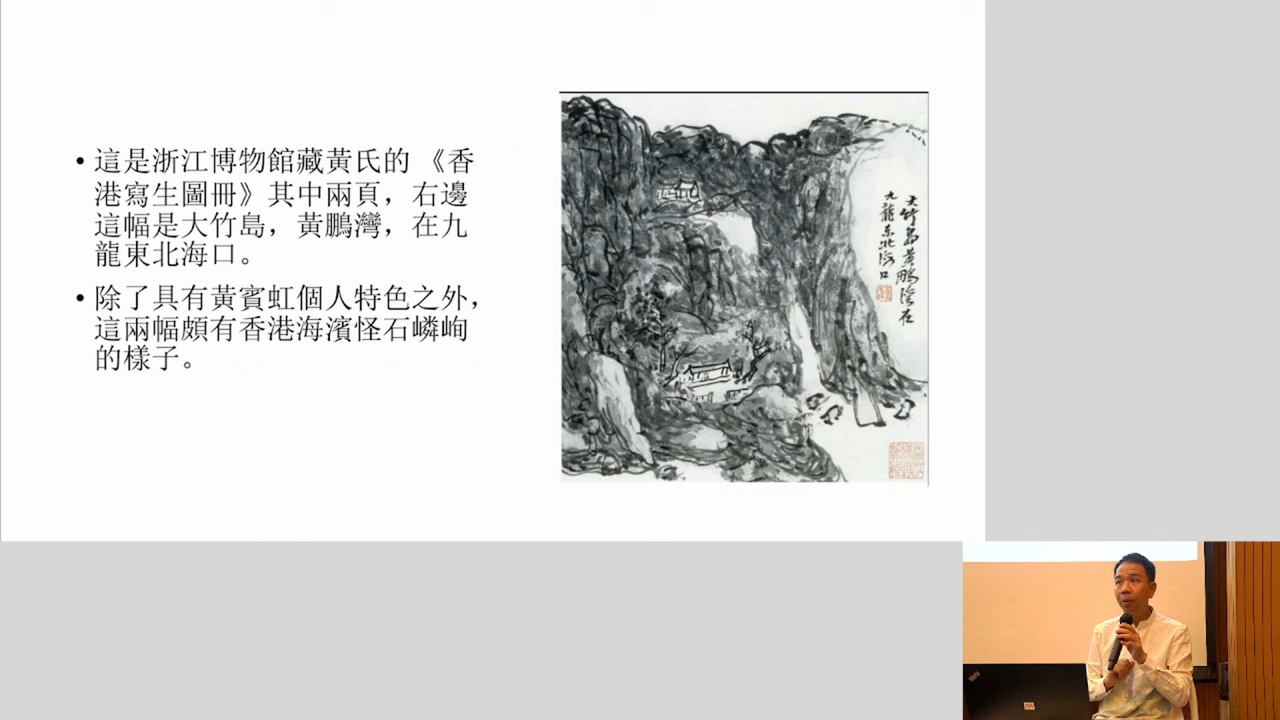 • 這是浙江博物館藏黃氏的 《香
港寫生圖冊》其中兩頁，右邊
這幅是大竹島，黃鵬灣，在九
龍東北海口。
• 除了具有黃賓虹個人特色之外，
這兩幅頗有香港海濱怪石嶙峋
的樣子。
大竹島黃鵬湾在
九龍东北海口